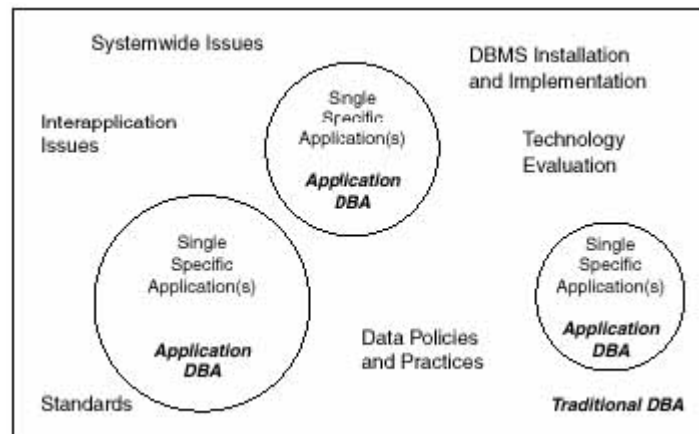 Systemwide Issues
DBMS Installation
and Implementation
Single
Specific
Application(s)
Application
DBA
Interapplication
Issues
Technology
Evaluation
Single
Specific
Application(s)
Application
DBA
Single
Specific
Application(s)
Application
DBA
Data Policies
and Practices
Standards
Traditional DBA